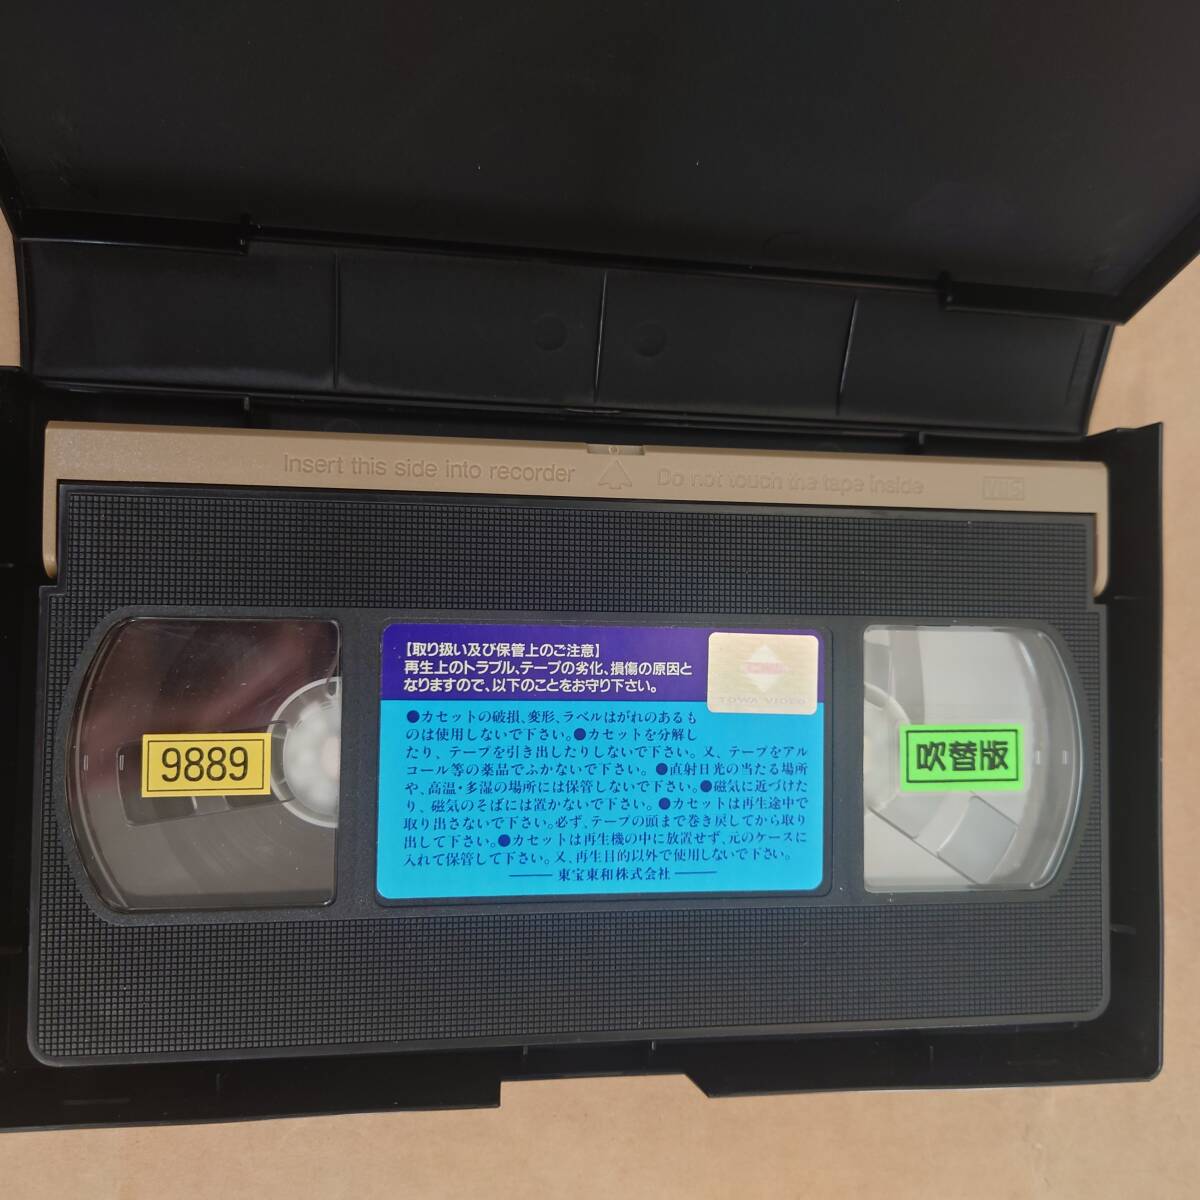 Insert this side into recorder
Do not touch the tape inside
VHS
【取り扱い及び保管上のご注意】
再生上のトラブル、テープの劣化、損傷の原因と
なりますので、以下のことをお守り下さい。
TOWA VIDEO
●カセットの破損、変形、ラベルはがれのあるも
のは使用しないで下さい。●カセットを分解し
たり、テープを引き出したりしないで下さい。又、テープをアル
コール等の薬品でふかないで下さい。●直射日光の当たる場所
や、高温・多湿の場所には保管しないで下さい。●磁気に近づけた
り、磁気のそばには置かないで下さい。●カセットは再生途中で
取り出さないで下さい。必ず、テープの頭まで巻き戻してから取り
出して下さい。●カセットは再生機の中に放置せず、元のケースに
入れて保管して下さい。又、再生目的以外で使用しないで下さい。
東宝東和株式会社
9889
吹替版